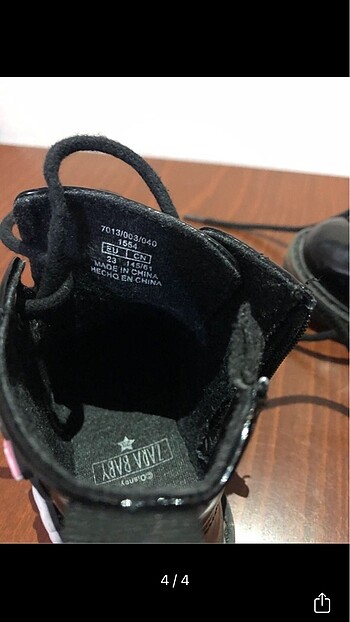 7013/003/040
1554
EU CN
23 145/61
MADE IN CHINA
HECHO EN CHINA
ZARA BABY
©Disney
4/4